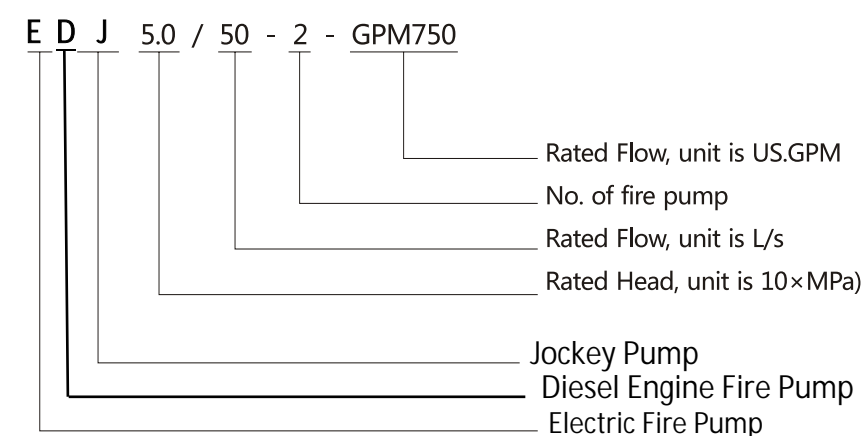 E D J 5.0 / 50 - 2 - GPM750
Rated Flow, unit is US.GPM
No. of fire pump
Rated Flow, unit is L/s
Rated Head, unit is 10×MPa)
Jockey Pump
Diesel Engine Fire Pump
Electric Fire Pump